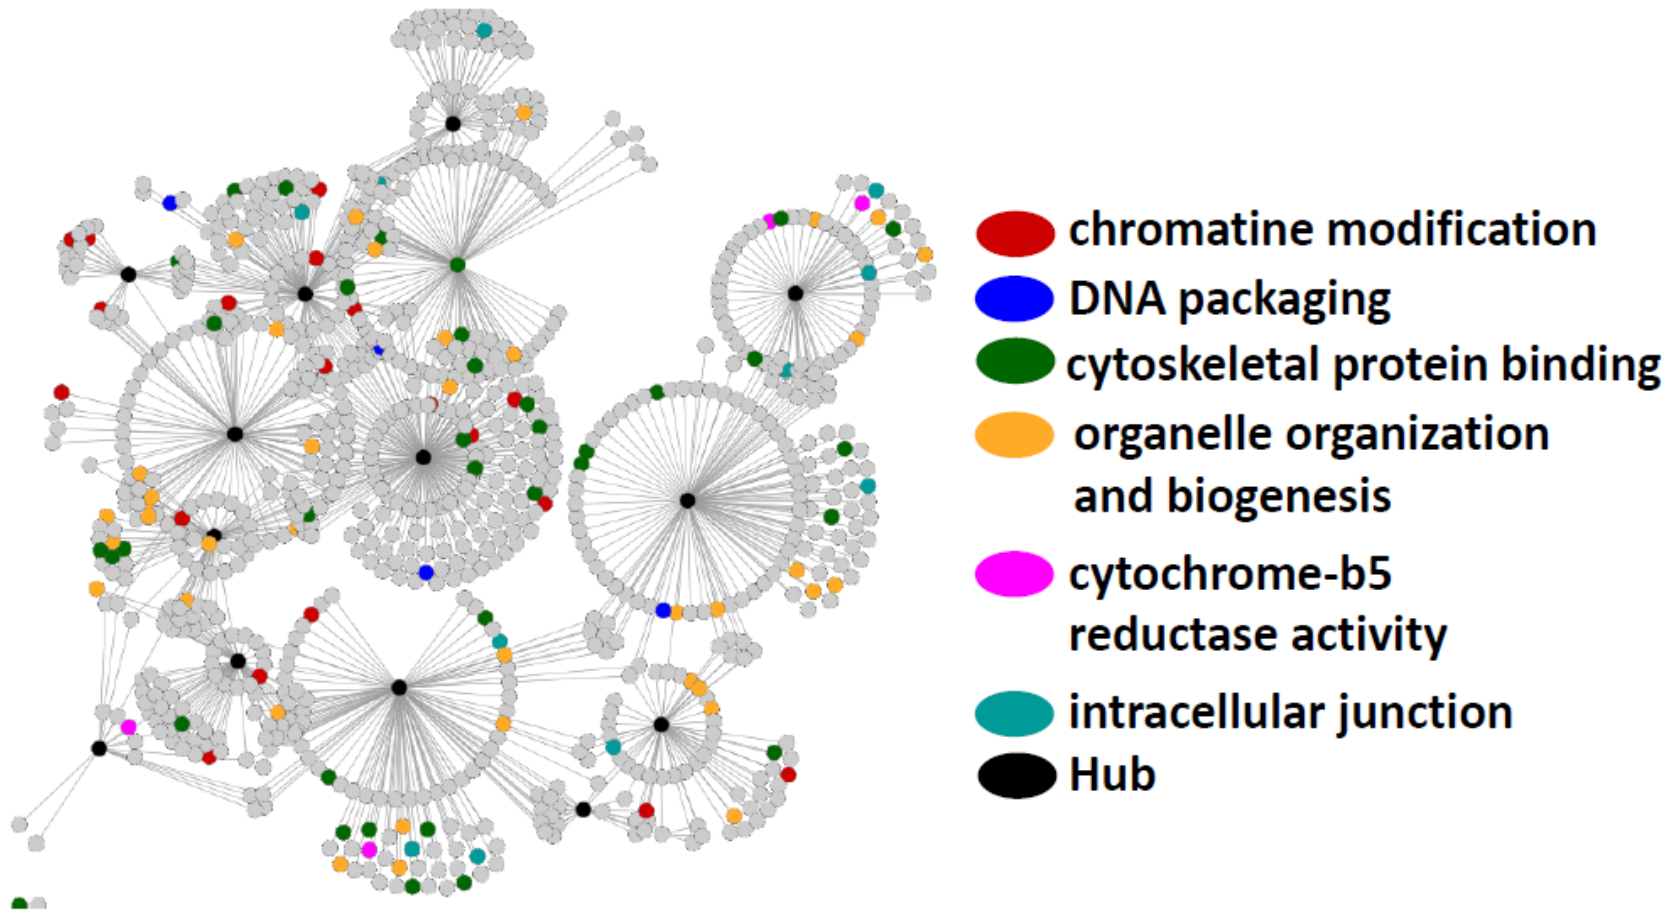 chromatine modification
DNA packaging
cytoskeletal protein binding
organelle organization
and biogenesis
cytochrome-b5
reductase activity
intracellular junction
Hub